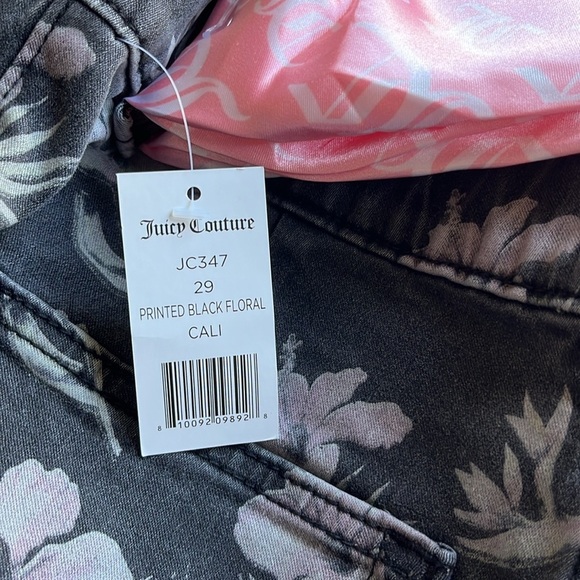 Juicy Couture
JC347
29
PRINTED BLACK FLORAL
CALI
8 10092 09892 8